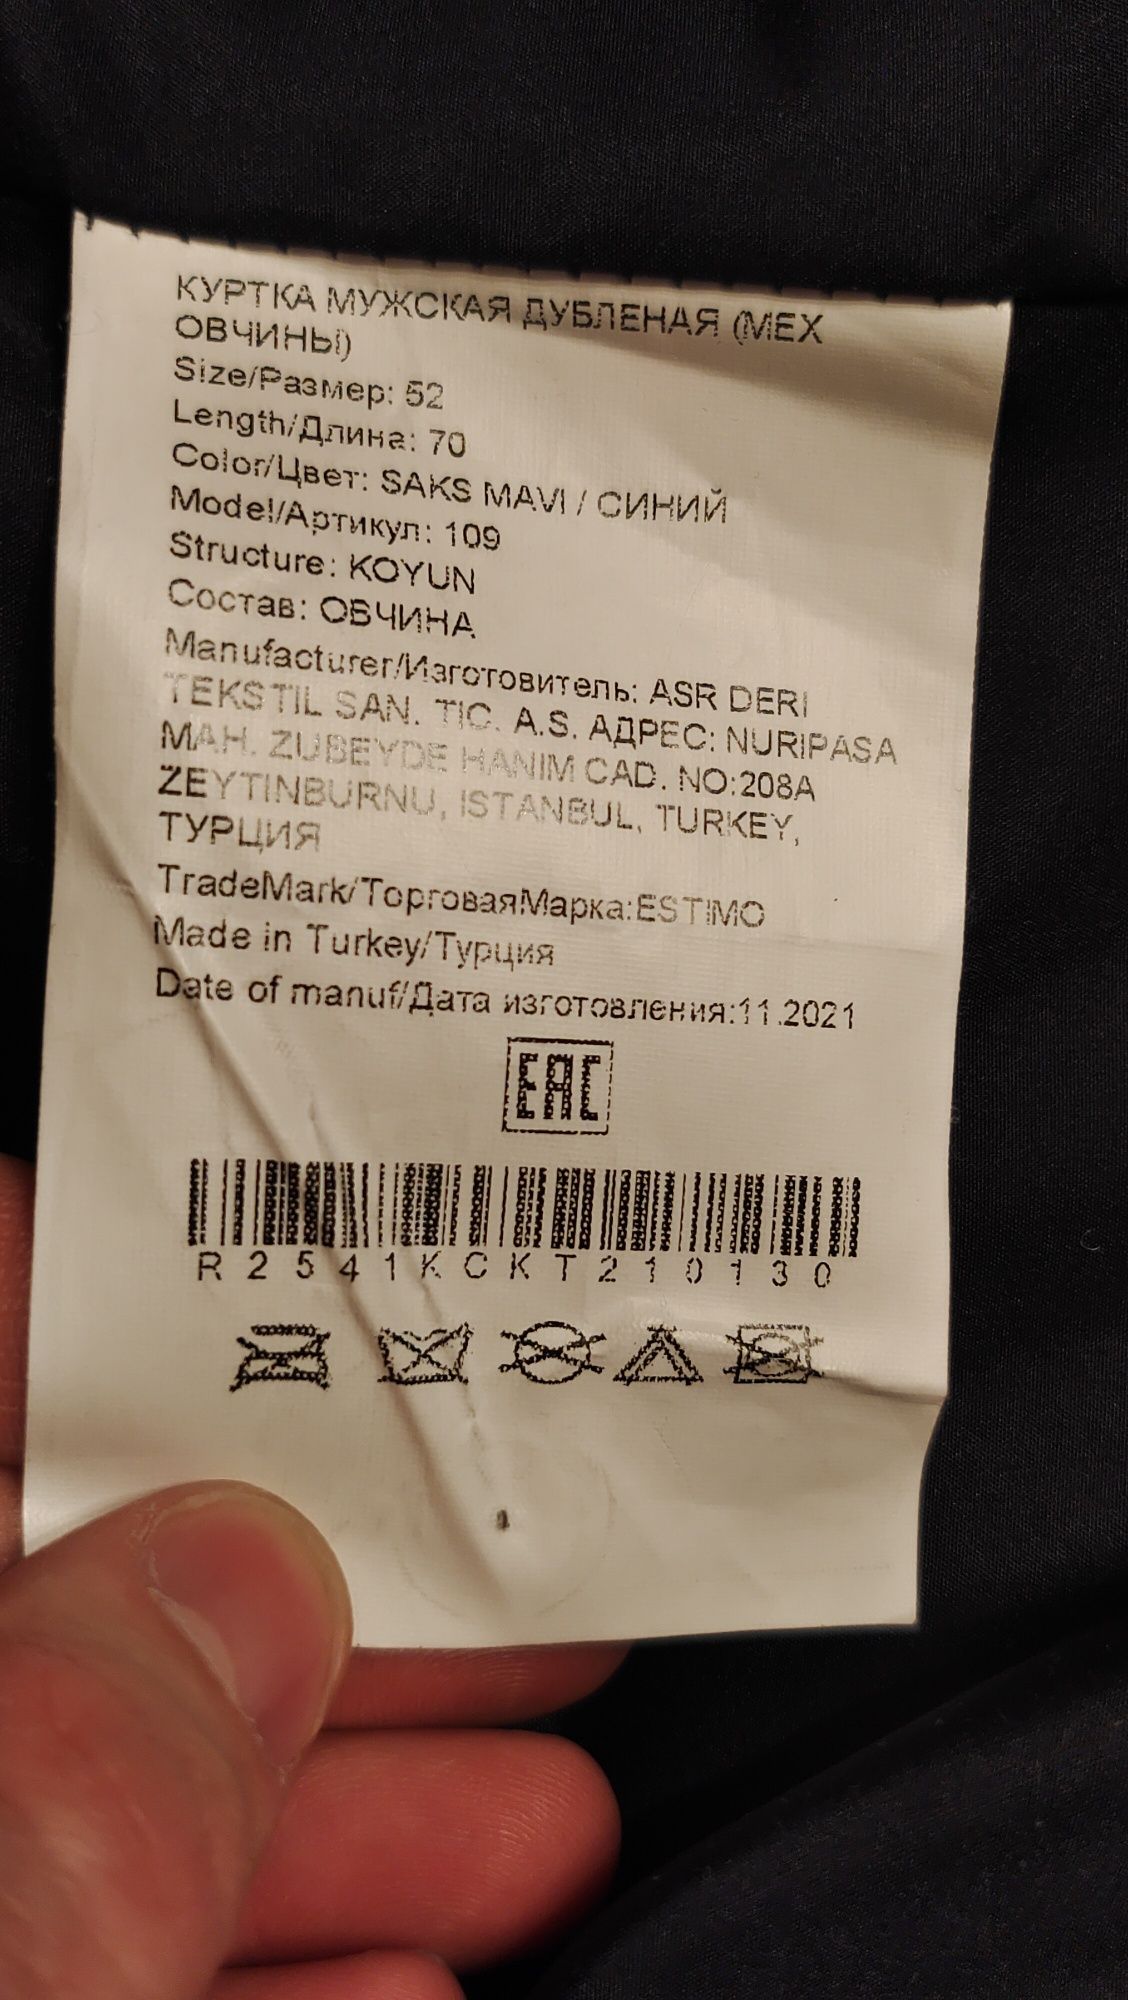 КУРТКА МУЖСКАЯ ДУБЛЕНАЯ (МЕХ
ОВЧИНЫ)
Size/Размер: 52
Length/Длина: 70
Color/Цвет: SAKS MAVI / СИНИЙ
Model/Артикул: 109
Structure: KOYUN
Состав: ОВЧИНА
Manufacturer/Изготовитель: ASR DERI
TEKSTIL SAN. TIC. A.S. АДРЕС: NURIPASA
MAH. ZUBEYDE HANIM CAD. NO:208A
ZEYTINBURNU, ISTANBUL, TURKEY,
ТУРЦИЯ
TradeMark/ТорговаяМарка:ESTIMO
Made in Turkey/Турция
Date of manuf/Дата изготовления:11.2021
EAC
R2541KCKT210130